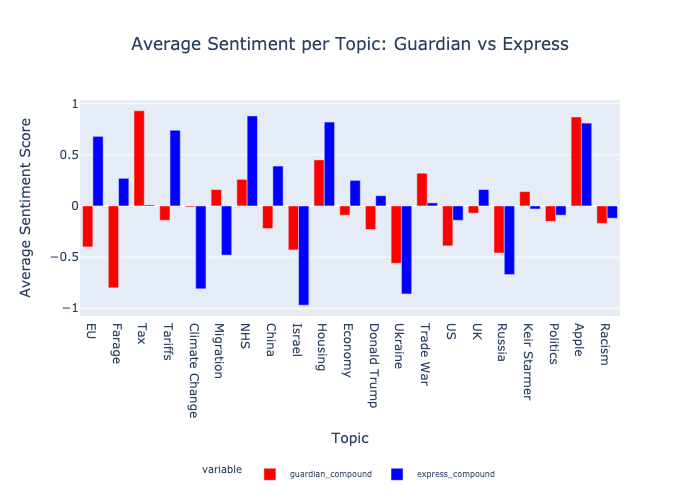 Average Sentiment per Topic: Guardian vs Express
Average Sentiment Score
1
0.5
0
−0.5
−1
EU
Farage
Tax
Tariffs
Climate Change
Migration
NHS
China
Israel
Housing
Economy
Donald Trump
Ukraine
Trade War
US
UK
Russia
Keir Starmer
Politics
Apple
Racism
Topic
variable
guardian_compound
express_compound